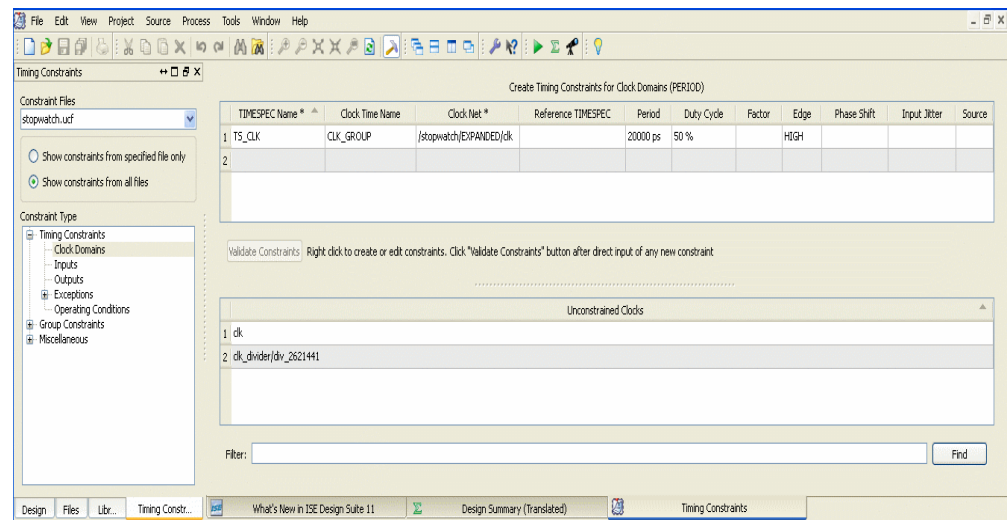 File Edit View Project Source Process Tools Window Help
Timing Constraints
Constraint Files
stopwatch.ucf
Show constraints from specified file only
Show constraints from all files
Constraint Type
Timing Constraints
Clock Domains
Inputs
Outputs
Exceptions
Operating Conditions
Group Constraints
Miscellaneous
Create Timing Constraints for Clock Domains (PERIOD)
TIMESPEC Name * Clock Time Name Clock Net * Reference TIMESPEC Period Duty Cycle Factor Edge Phase Shift Input Jitter Source
1 TS_CLK CLK_GROUP /stopwatch/EXPANDED/clk 20000 ps 50 % HIGH
2
Validate Constraints Right click to create or edit constraints. Click "Validate Constraints" button after direct input of any new constraint
Unconstrained Clocks
1 clk
2 clk_divider/div_2621441
Filter: Find
Design Files Libr... Timing Constr... ISE What's New in ISE Design Suite 11 Σ Design Summary (Translated) Timing Constraints